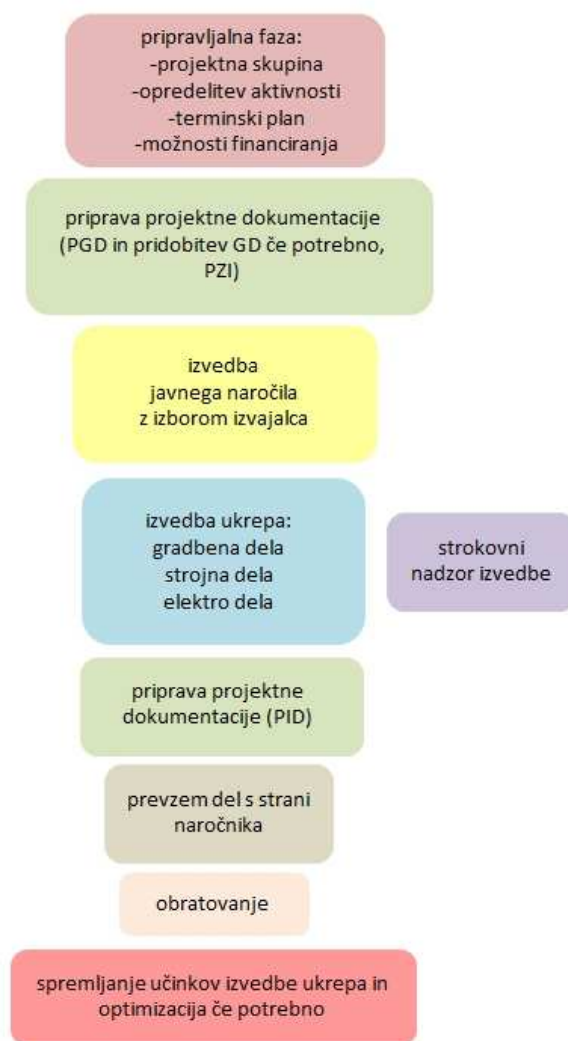 pripravljalna faza:
-projektna skupina
-opredelitev aktivnosti
-terminski plan
-možnosti financiranja
priprava projektne dokumentacije
(PGD in pridobitev GD če potrebno,
PZI)
izvedba
javnega naročila
z izborom izvajalca
izvedba ukrepa:
gradbena dela
strojna dela
elektro dela
strokovni
nadzor izvedbe
priprava projektne
dokumentacije (PID)
prevzem del s strani
naročnika
obratovanje
spremljanje učinkov izvedbe ukrepa in
optimizacija če potrebno